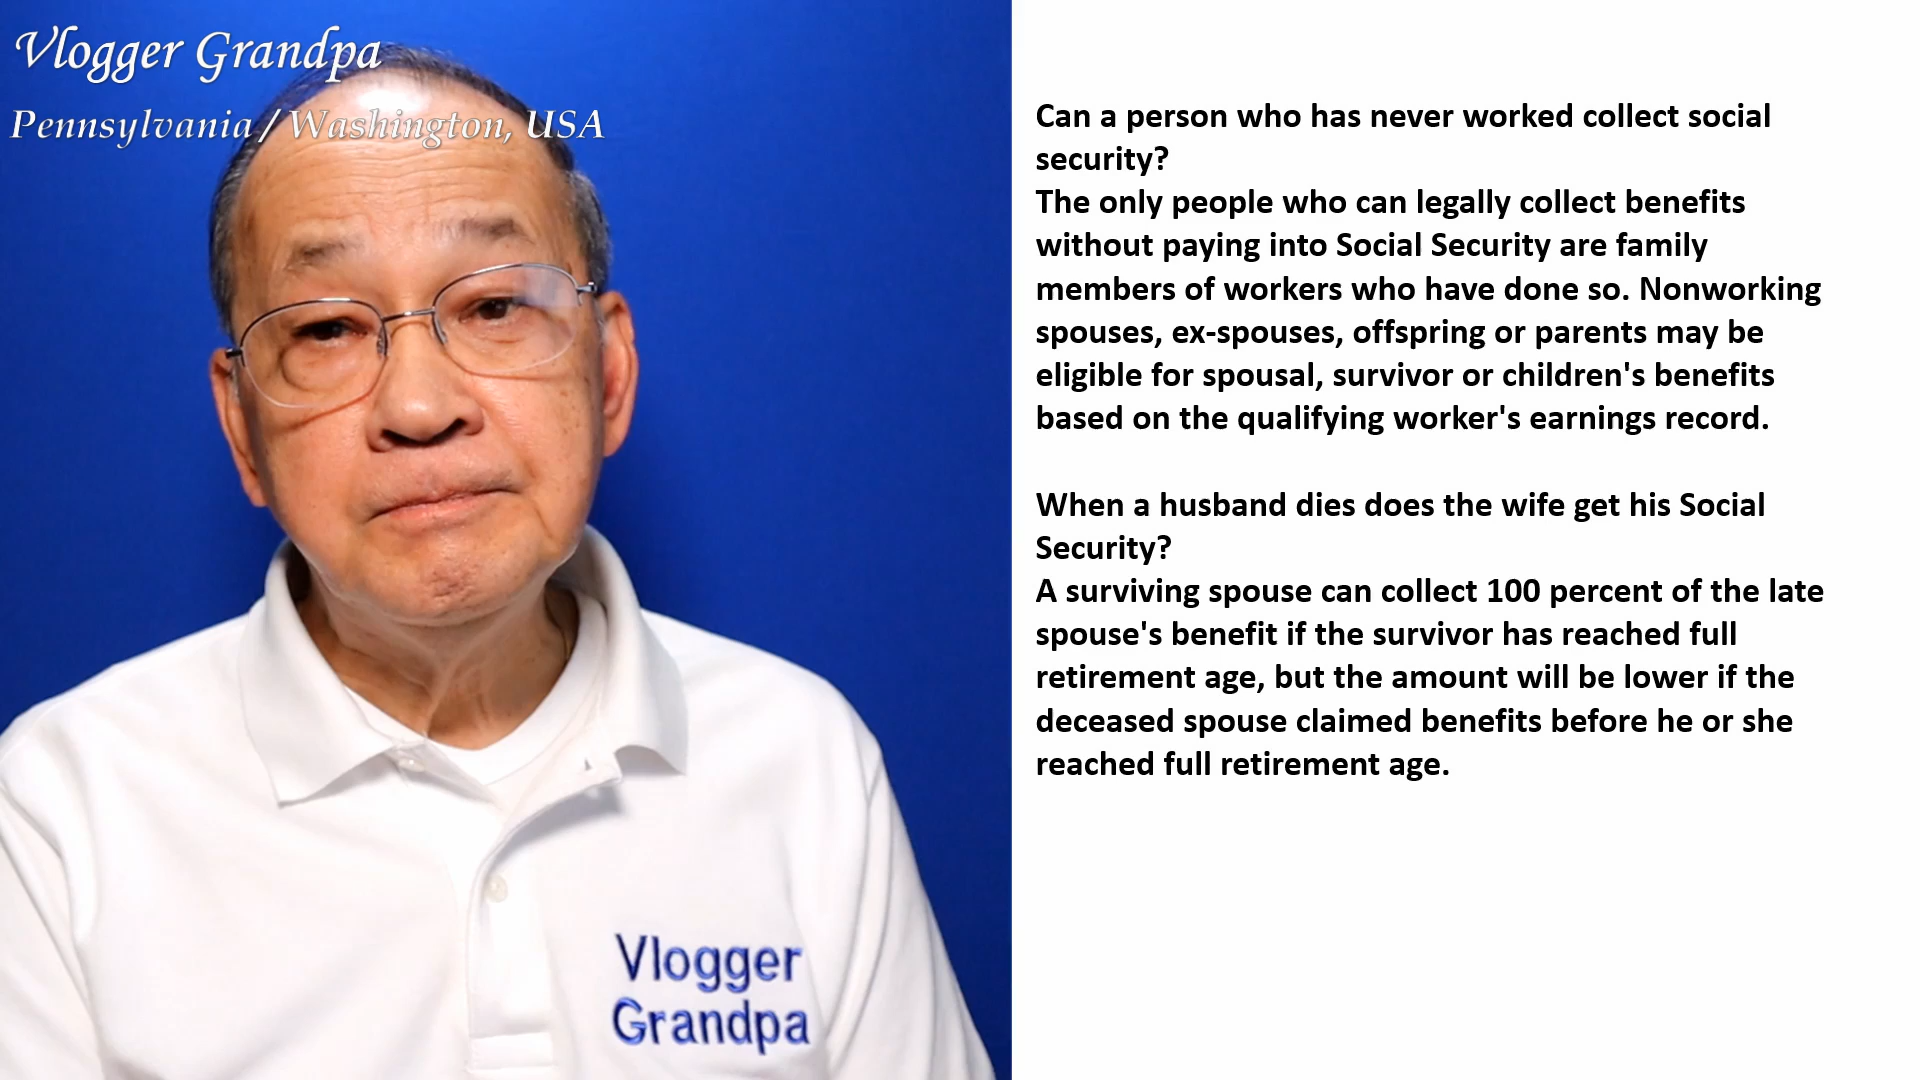 Vlogger Grandpa
Pennsylvania / Washington, USA
Can a person who has never worked collect social
security?
The only people who can legally collect benefits
without paying into Social Security are family
members of workers who have done so. Nonworking
spouses, ex-spouses, offspring or parents may be
eligible for spousal, survivor or children's benefits
based on the qualifying worker's earnings record.
When a husband dies does the wife get his Social
Security?
A surviving spouse can collect 100 percent of the late
spouse's benefit if the survivor has reached full
retirement age, but the amount will be lower if the
deceased spouse claimed benefits before he or she
reached full retirement age.
Vlogger
Grandpa